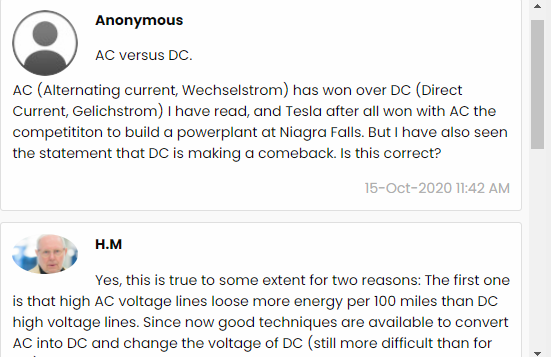 Anonymous
AC versus DC.
AC (Alternating current, Wechselstrom) has won over DC (Direct
Current, Gelichstrom) I have read, and Tesla after all won with AC the
competititon to build a powerplant at Niagra Falls. But I have also seen
the statement that DC is making a comeback. Is this correct?
15-Oct-2020 11:42 AM
H.M
Yes, this is true to some extent for two reasons: The first one
is that high AC voltage lines loose more energy per 100 miles than DC
high voltage lines. Since now good techniques are available to convert
AC into DC and change the voltage of DC (still more difficult than for